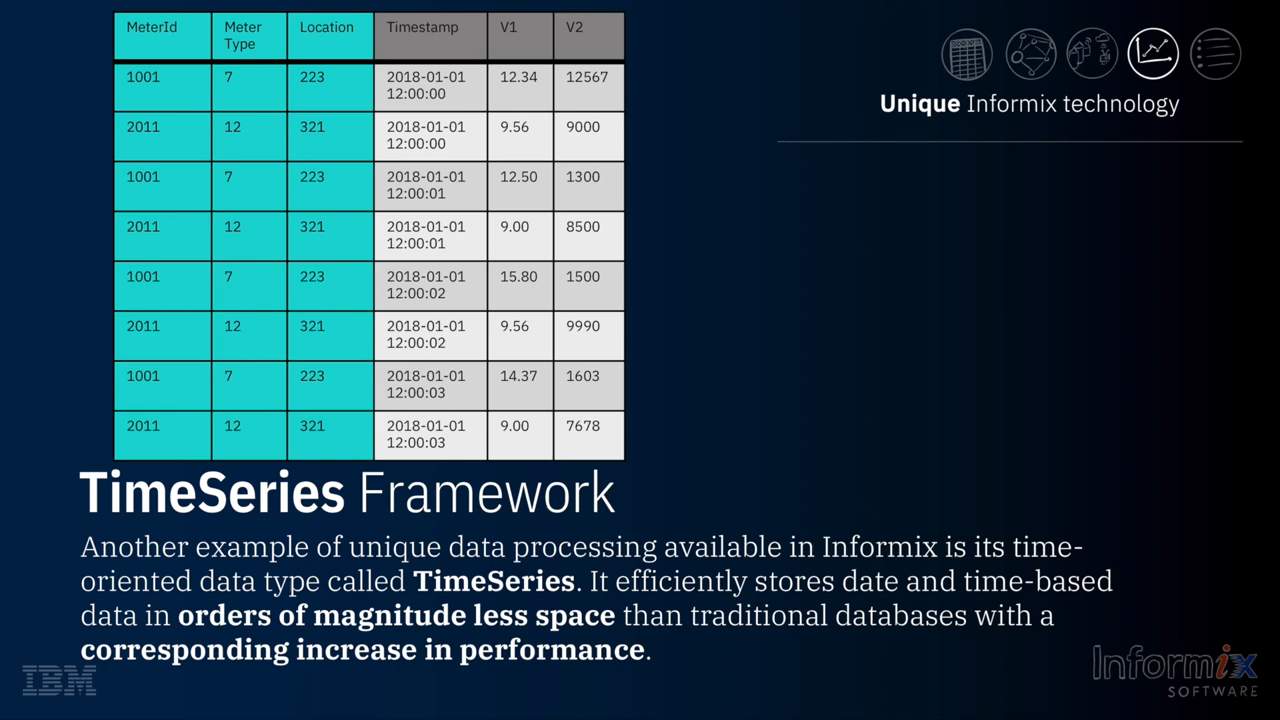 MeterId Meter Type Location Timestamp V1 V2
1001 7 223 2018-01-01 12:00:00 12.34 12567
2011 12 321 2018-01-01 12:00:00 9.56 9000
1001 7 223 2018-01-01 12:00:01 12.50 1300
2011 12 321 2018-01-01 12:00:01 9.00 8500
1001 7 223 2018-01-01 12:00:02 15.80 1500
2011 12 321 2018-01-01 12:00:02 9.56 9990
1001 7 223 2018-01-01 12:00:03 14.37 1603
2011 12 321 2018-01-01 12:00:03 9.00 7678
Unique Informix technology
TimeSeries Framework
Another example of unique data processing available in Informix is its time-
oriented data type called TimeSeries. It efficiently stores date and time-based
data in orders of magnitude less space than traditional databases with a
corresponding increase in performance.
IBM
Informix
SOFTWARE